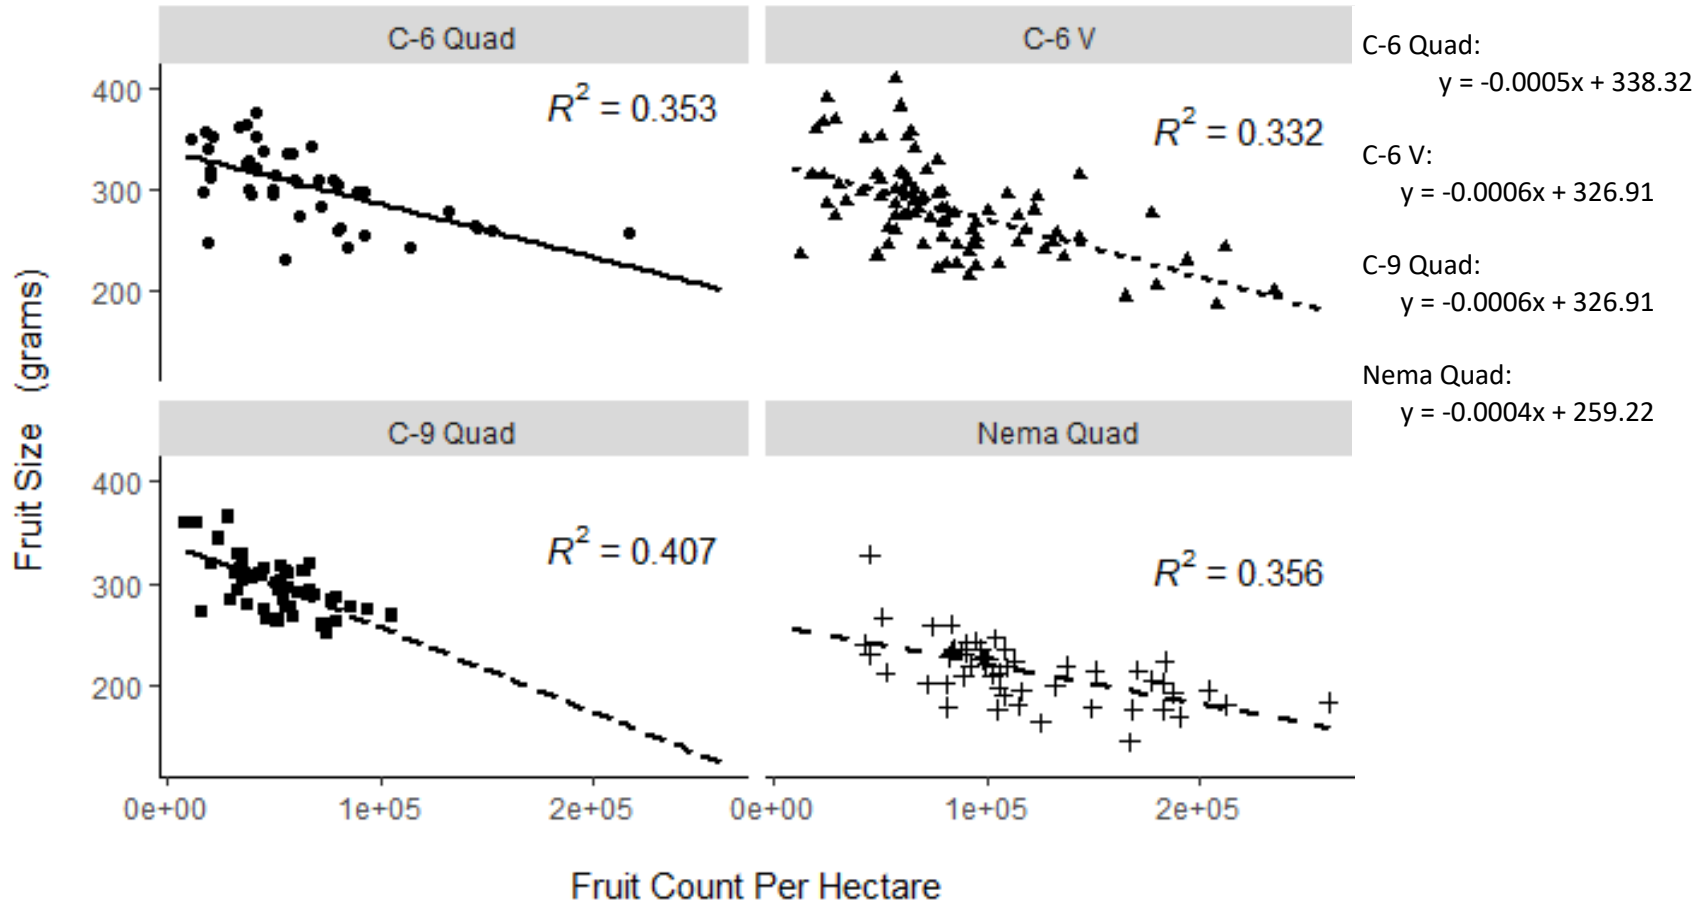 C-6 Quad
C-6 V
R² = 0.353
R² = 0.332
400
300
200
C-9 Quad
Nema Quad
R² = 0.407
R² = 0.356
400
300
200
0e+00
1e+05
2e+05
0e+00
1e+05
2e+05
Fruit Size (grams)
Fruit Count Per Hectare
C-6 Quad:
y = -0.0005x + 338.32
C-6 V:
y = -0.0006x + 326.91
C-9 Quad:
y = -0.0006x + 326.91
Nema Quad:
y = -0.0004x + 259.22